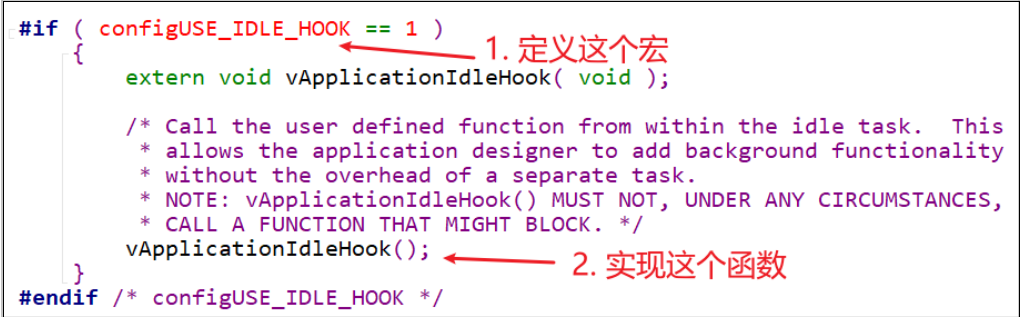 #if ( configUSE_IDLE_HOOK == 1 )
1. 定义这个宏
{
extern void vApplicationIdleHook( void );
/* Call the user defined function from within the idle task.  This
* allows the application designer to add background functionality
* without the overhead of a separate task.
* NOTE: vApplicationIdleHook() MUST NOT, UNDER ANY CIRCUMSTANCES,
* CALL A FUNCTION THAT MIGHT BLOCK. */
vApplicationIdleHook();
2. 实现这个函数
}
#endif /* configUSE_IDLE_HOOK */